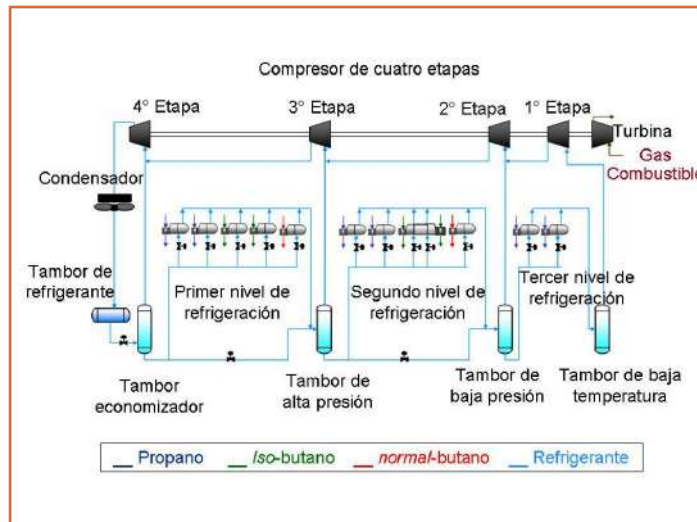 Compresor de cuatro etapas
4° Etapa
3° Etapa
2° Etapa
1° Etapa
Turbina
Gas
Combustible
Condensador
Tambor de
refrigerante
Primer nivel de
refrigeración
Segundo nivel de
refrigeración
Tercer nivel de
refrigeración
Tambor
economizador
Tambor de
alta presión
Tambor de
baja presión
Tambor de baja
temperatura
Propano
Iso-butano
normal-butano
Refrigerante